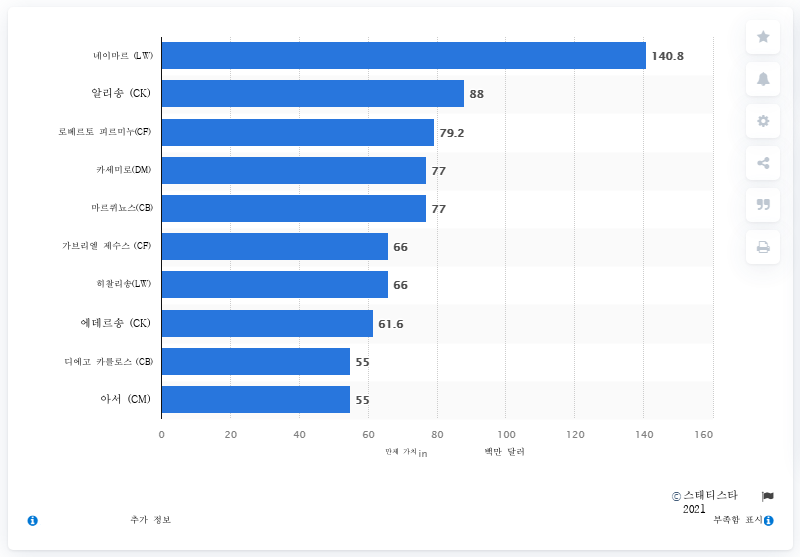 네이마르 (LW)
140.8
알리송 (CK)
88
로베르토 피르미누(CF)
79.2
카세미로(DM)
77
마르퀴뇨스(CB)
77
가브리엘 제수스 (CF)
66
히찰리송(LW)
66
에데르송 (CK)
61.6
디에고 카를로스 (CB)
55
아서 (CM)
55
0 20 40 60 80 100 120 140 160
만제 가치 in 백만 달러
© 스태티스타
2021
추가 정보
부족함 표시